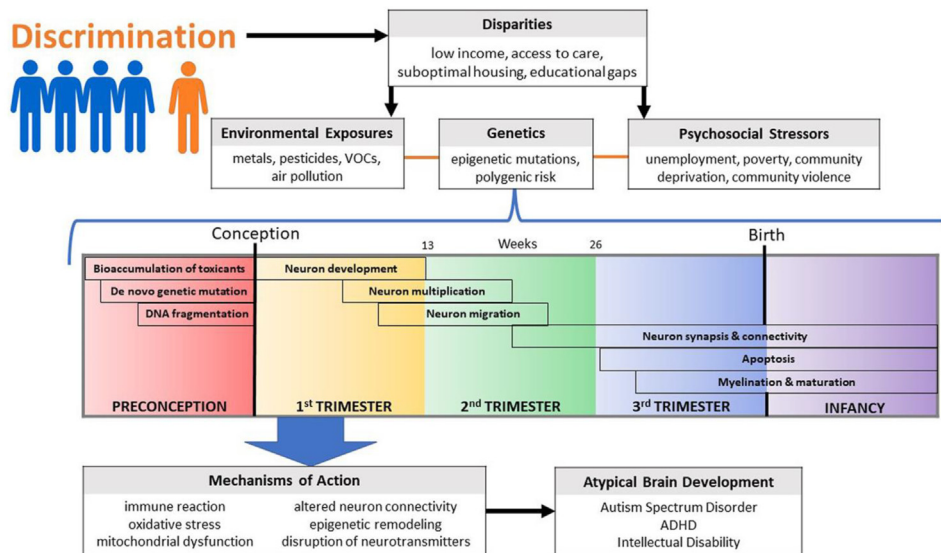 Discrimination
Disparities
low income, access to care,
suboptimal housing, educational gaps
Environmental Exposures
metals, pesticides, VOCs,
air pollution
Genetics
epigenetic mutations,
polygenic risk
Psychosocial Stressors
unemployment, poverty, community
deprivation, community violence
Conception
13
Weeks
26
Birth
Bioaccumulation of toxicants
Neuron development
De novo genetic mutation
Neuron multiplication
DNA fragmentation
Neuron migration
Neuron synapsis & connectivity
Apoptosis
Myelination & maturation
PRECONCEPTION
1st TRIMESTER
2nd TRIMESTER
3rd TRIMESTER
INFANCY
Mechanisms of Action
immune reaction
oxidative stress
mitochondrial dysfunction
altered neuron connectivity
epigenetic remodeling
disruption of neurotransmitters
Atypical Brain Development
Autism Spectrum Disorder
ADHD
Intellectual Disability